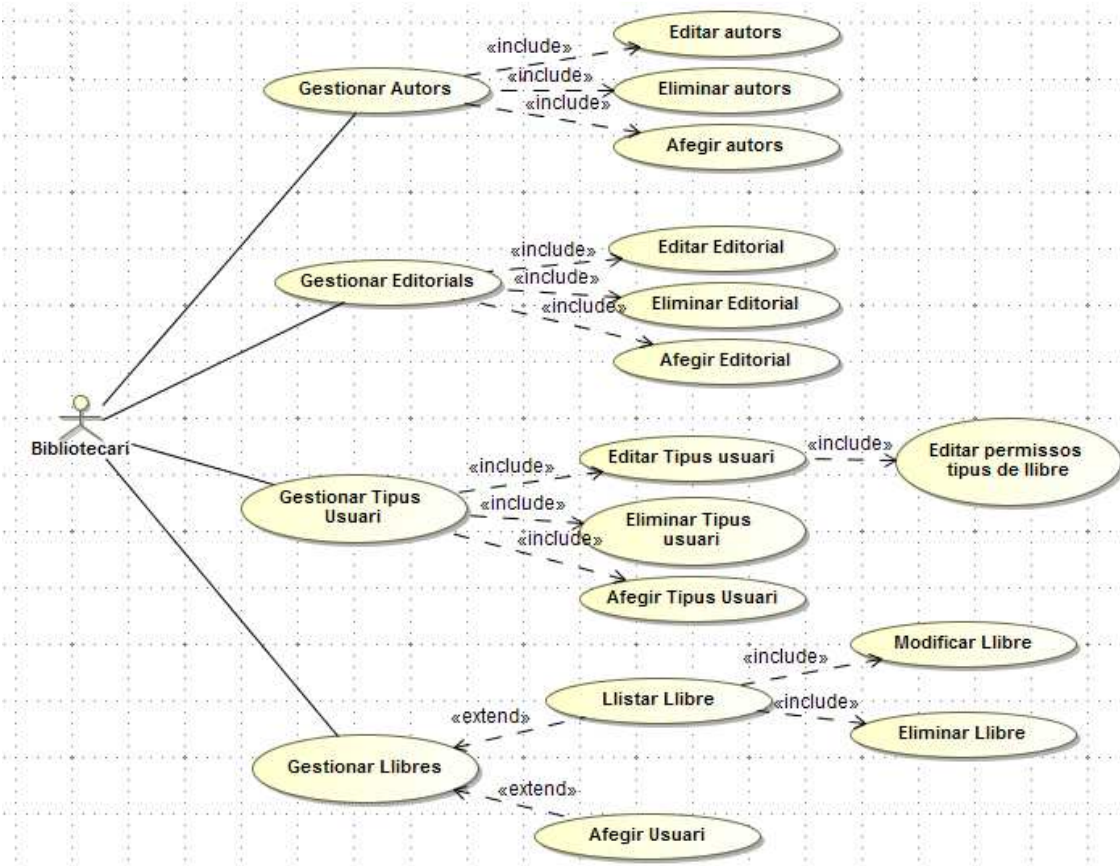 Editar autors
«include»
Gestionar Autors
«include»
Eliminar autors
«include»
Afegir autors
Editar Editorial
«include»
Gestionar Editorials
«include»
Eliminar Editorial
«include»
Afegir Editorial
Bibliotecari
Editar Tipus usuari
«include»
Editar permissos
tipus de llibre
«include»
Gestionar Tipus
Usuari
«include»
Eliminar Tipus
usuari
«include»
Afegir Tipus Usuari
Modificar Llibre
«include»
Llistar Llibre
«include»
Eliminar Llibre
«extend»
Gestionar Llibres
«extend»
Afegir Usuari